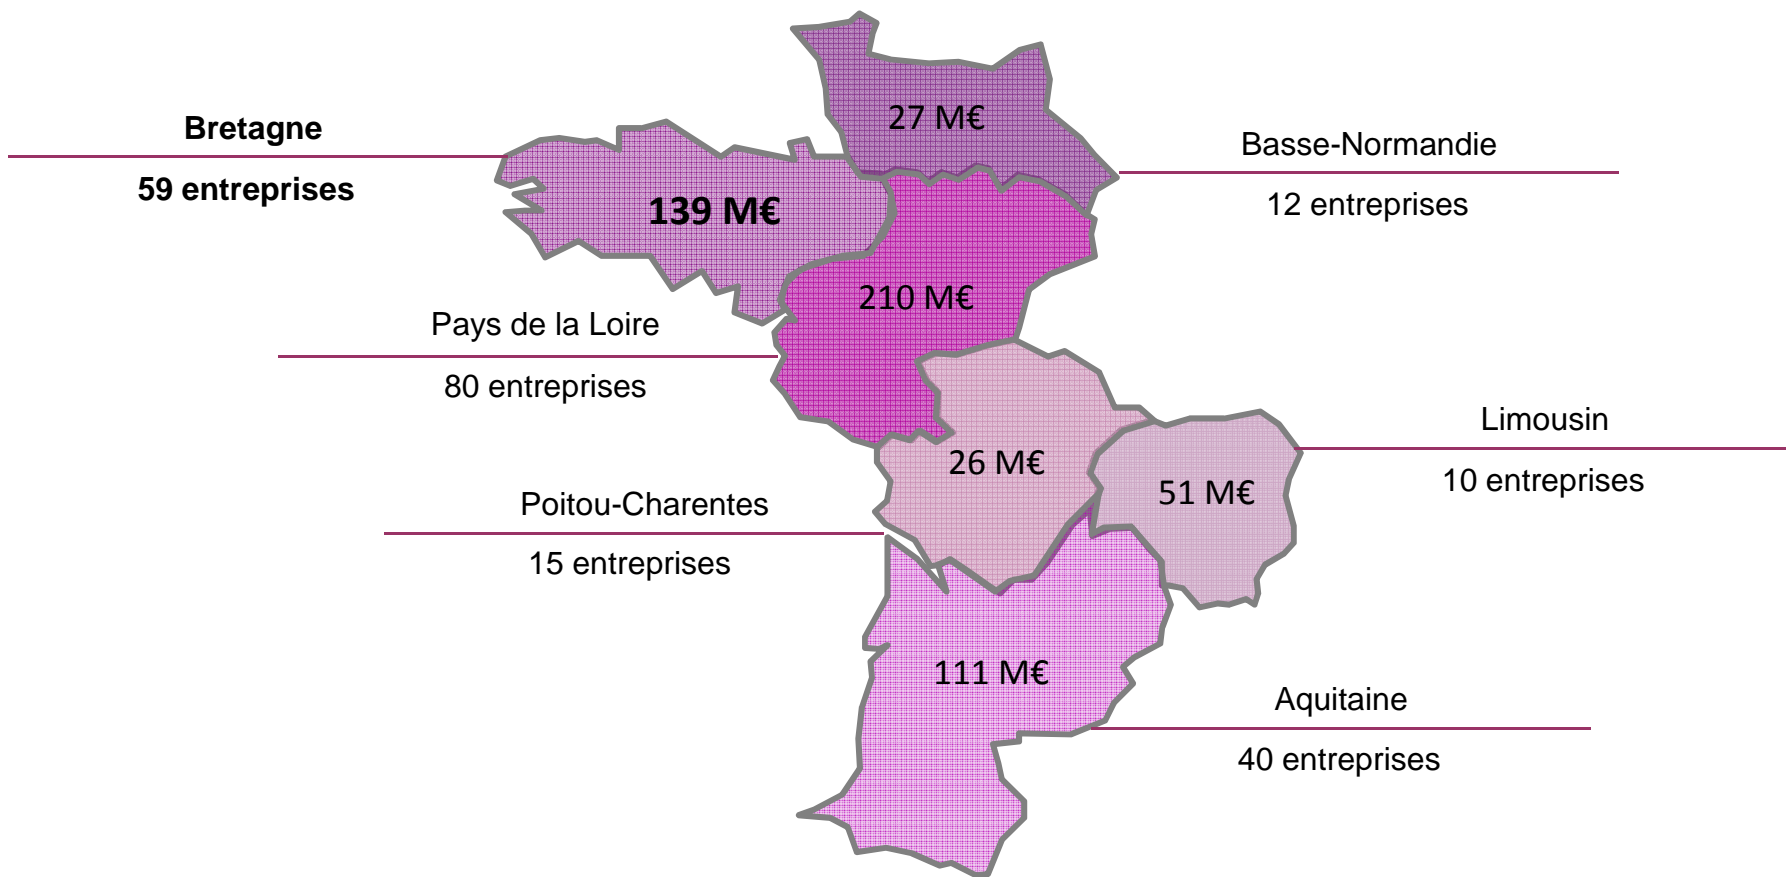 27 M€
Bretagne
59 entreprises
139 M€
Basse-Normandie
12 entreprises
210 M€
Pays de la Loire
80 entreprises
26 M€
51 M€
Limousin
10 entreprises
Poitou-Charentes
15 entreprises
111 M€
Aquitaine
40 entreprises